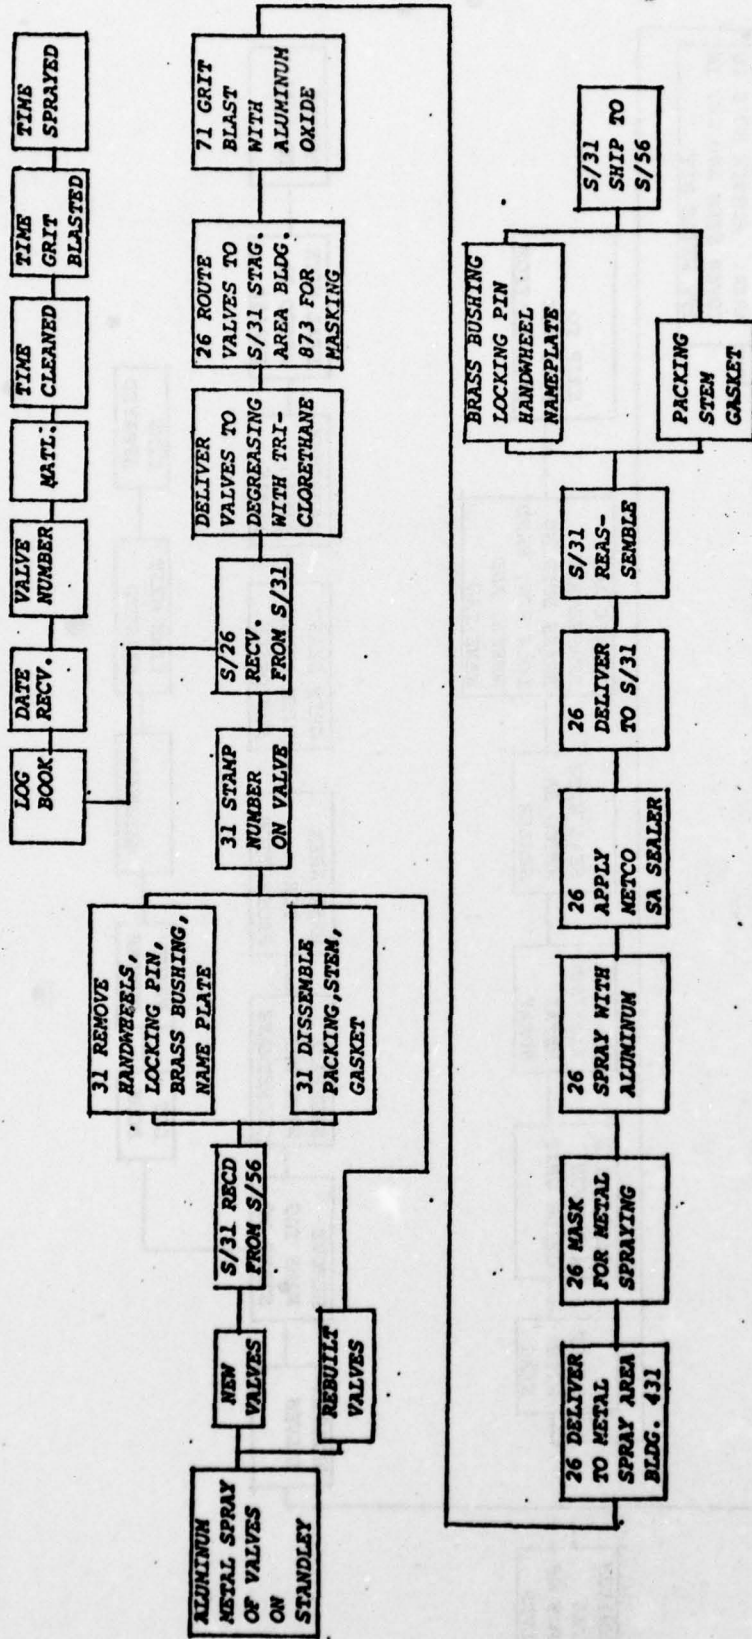 LOG
BOOK
DATE
RECV.
VALVE
NUMBER
MATL.
TIME
CLEANED
TIME
GRIT
BLASTED
TIME
SPRAYED
ALUMINUM
METAL SPRAY
OF VALVES
ON
STANDLEY
NEW
VALVES
REBUILT
VALVES
S/31 RECD
FROM S/56
31 REMOVE
HANDWHEELS,
LOCKING PIN,
BRASS BUSHING,
NAME PLATE
31 DISSEMBLE
PACKING, STEM,
GASKET
31 STAMP
NUMBER
ON VALVE
S/26
RECV.
FROM S/31
DELIVER
VALVES TO
DEGREASING
WITH TRI-
CLORETHANE
26 ROUTE
VALVES TO
S/31 STAG.
AREA BLDG.
873 FOR
MASKING
71 GRIT
BLAST
WITH
ALUMINUM
OXIDE
26 DELIVER
TO METAL
SPRAY AREA
BLDG. 431
26 MASK
FOR METAL
SPRAYING
26
SPRAY WITH
ALUMINUM
26
APPLY
METCO
SA SEALER
26
DELIVER
TO S/31
S/31
REAS-
SEMBLE
BRASS BUSHING
LOCKING PIN
HANDWHEEL
NAMEPLATE
PACKING
STEM
GASKET
S/31
SHIP TO
S/56